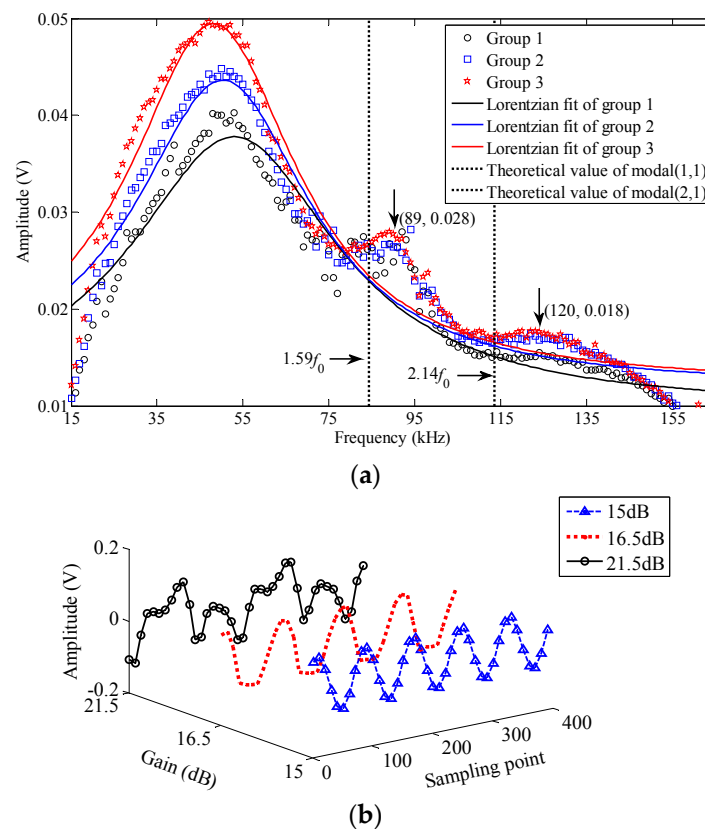 (a)
0.05
0.04
0.03
0.02
0.01
Amplitude (V)
Group 1
Group 2
Group 3
Lorentzian fit of group 1
Lorentzian fit of group 2
Lorentzian fit of group 3
Theoretical value of modal(1,1)
Theoretical value of modal(2,1)
(89, 0.028)
(120, 0.018)
1.59f₀
2.14f₀
15 35 55 75 95 115 135 155
Frequency (kHz)
(a)
15dB
16.5dB
21.5dB
0.2
0
-0.2
Amplitude (V)
21.5
16.5
15
Gain (dB)
0 100 200 300 400
Sampling point
(b)